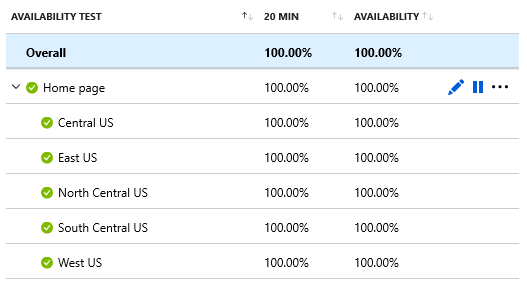 AVAILABILITY TEST 20 MIN AVAILABILITY
Overall 100.00% 100.00%
Home page 100.00% 100.00%
Central US 100.00% 100.00%
East US 100.00% 100.00%
North Central US 100.00% 100.00%
South Central US 100.00% 100.00%
West US 100.00% 100.00%